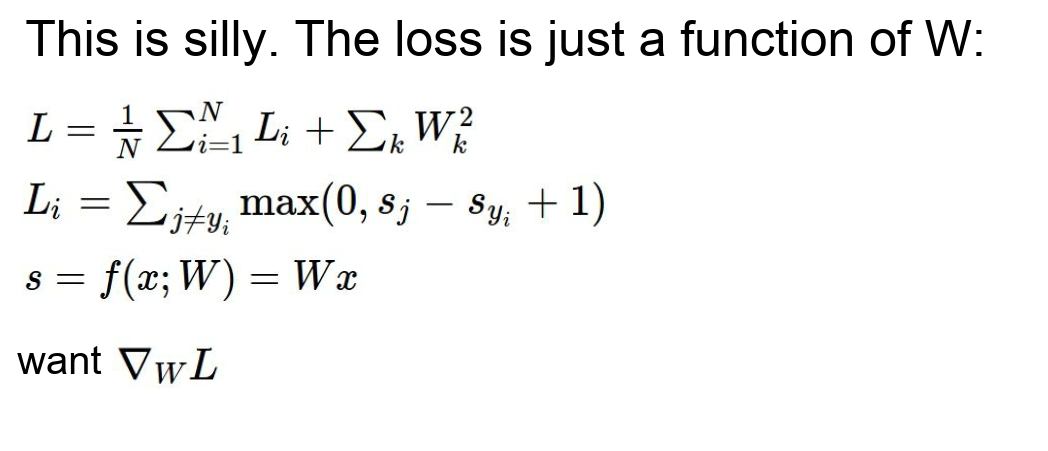 This is silly. The loss is just a function of W:
L = \frac{1}{N} \sum_{i=1}^{N} L_i + \sum_k W_k^2
L_i = \sum_{j \neq y_i} \max(0, s_j - s_{y_i} + 1)
s = f(x; W) = Wx
want \nabla_W L